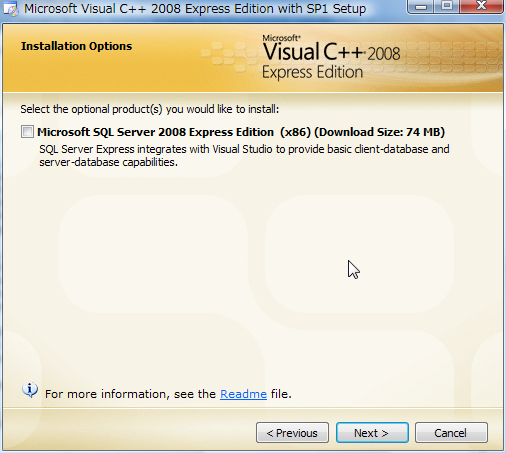 Microsoft Visual C++ 2008 Express Edition with SP1 Setup
Installation Options
Microsoft®
Visual C++ 2008
Express Edition
Select the optional product(s) you would like to install:
Microsoft SQL Server 2008 Express Edition (x86) (Download Size: 74 MB)
SQL Server Express integrates with Visual Studio to provide basic client-database and
server-database capabilities.
For more information, see the Readme file.
< Previous
Next >
Cancel